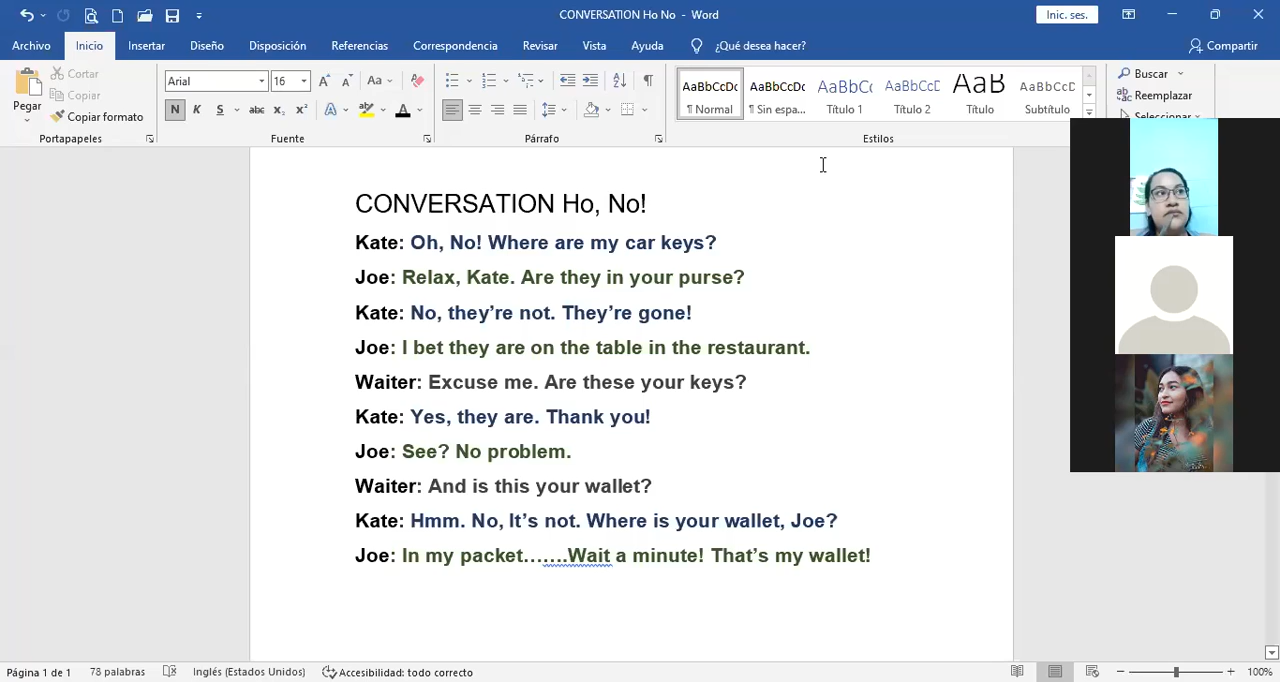 CONVERSATION Ho No - Word
Inic. ses.
Archivo Inicio Insertar Diseño Disposición Referencias Correspondencia Revisar Vista Ayuda ¿Qué desea hacer? Compartir
Pegar
Cortar
Copiar
Copiar formato
Portapapeles
Arial 16
N K S abc x₂ x²
Fuente
Párrafo
AaBbCcDc AaBbCcDc AaBbCc AaBbCcD AaB AaBbCcD
¶ Normal ¶ Sin espa... Título 1 Título 2 Título Subtítulo
Estilos
Buscar
Reemplazar
Seleccionar
CONVERSATION Ho, No!
Kate: Oh, No! Where are my car keys?
Joe: Relax, Kate. Are they in your purse?
Kate: No, they’re not. They’re gone!
Joe: I bet they are on the table in the restaurant.
Waiter: Excuse me. Are these your keys?
Kate: Yes, they are. Thank you!
Joe: See? No problem.
Waiter: And is this your wallet?
Kate: Hmm. No, It’s not. Where is your wallet, Joe?
Joe: In my packet…….Wait a minute! That’s my wallet!
Página 1 de 1 78 palabras Inglés (Estados Unidos) Accesibilidad: todo correcto 100%